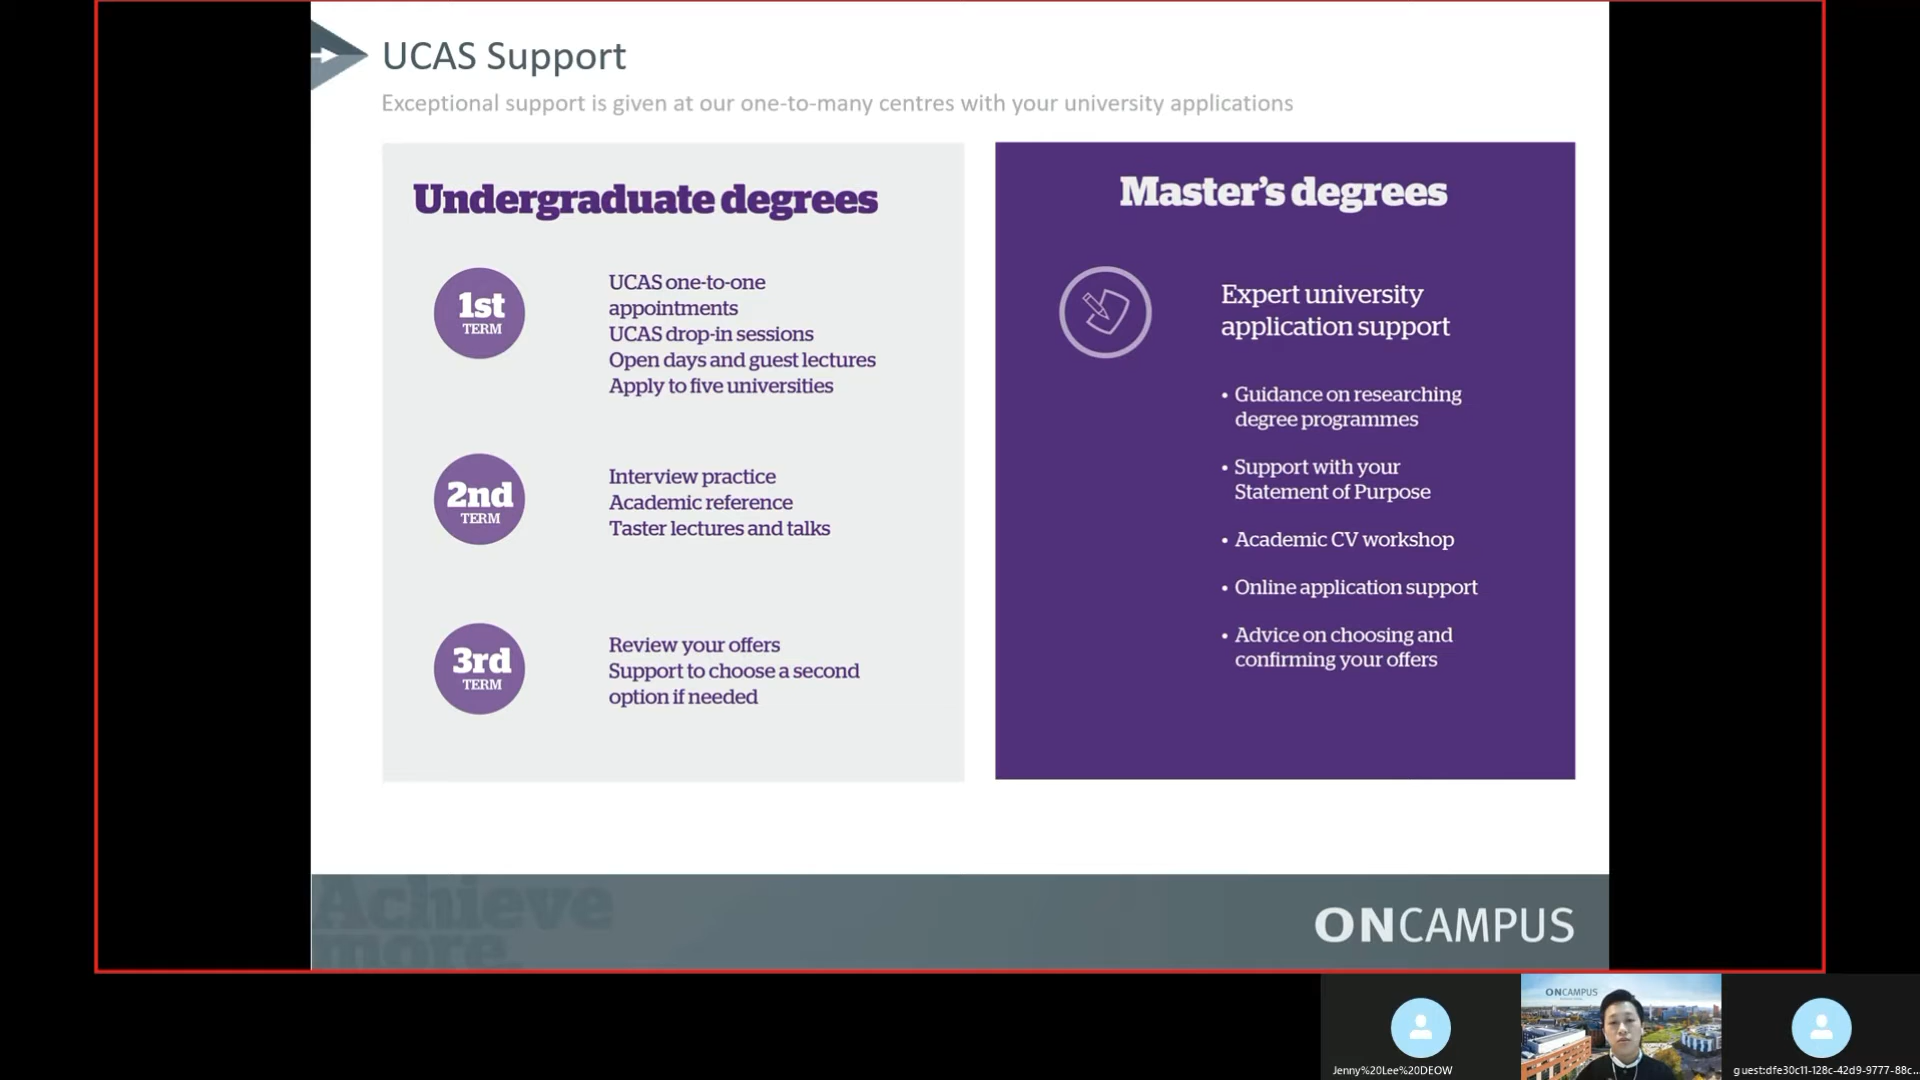 UCAS Support
Exceptional support is given at our one-to-many centres with your university applications
Undergraduate degrees
1st
TERM
UCAS one-to-one
appointments
UCAS drop-in sessions
Open days and guest lectures
Apply to five universities
2nd
TERM
Interview practice
Academic reference
Taster lectures and talks
3rd
TERM
Review your offers
Support to choose a second
option if needed
Master's degrees
Expert university
application support
• Guidance on researching
degree programmes
• Support with your
Statement of Purpose
• Academic CV workshop
• Online application support
• Advice on choosing and
confirming your offers
Achieve
more.
ONCAMPUS
ONCAMPUS
Jenny%20Lee%20DEOW
guest:dfe30c11-128c-42d9-9777-88c...